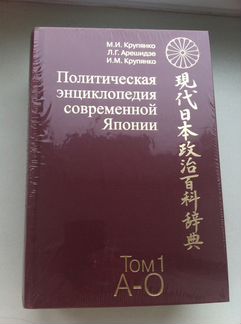 М.И. Крупянко
Л.Г. Арешидзе
И.М. Крупянко
Политическая
энциклопедия
современной
Японии
現代日本政治百科辞典
Том 1
А-О